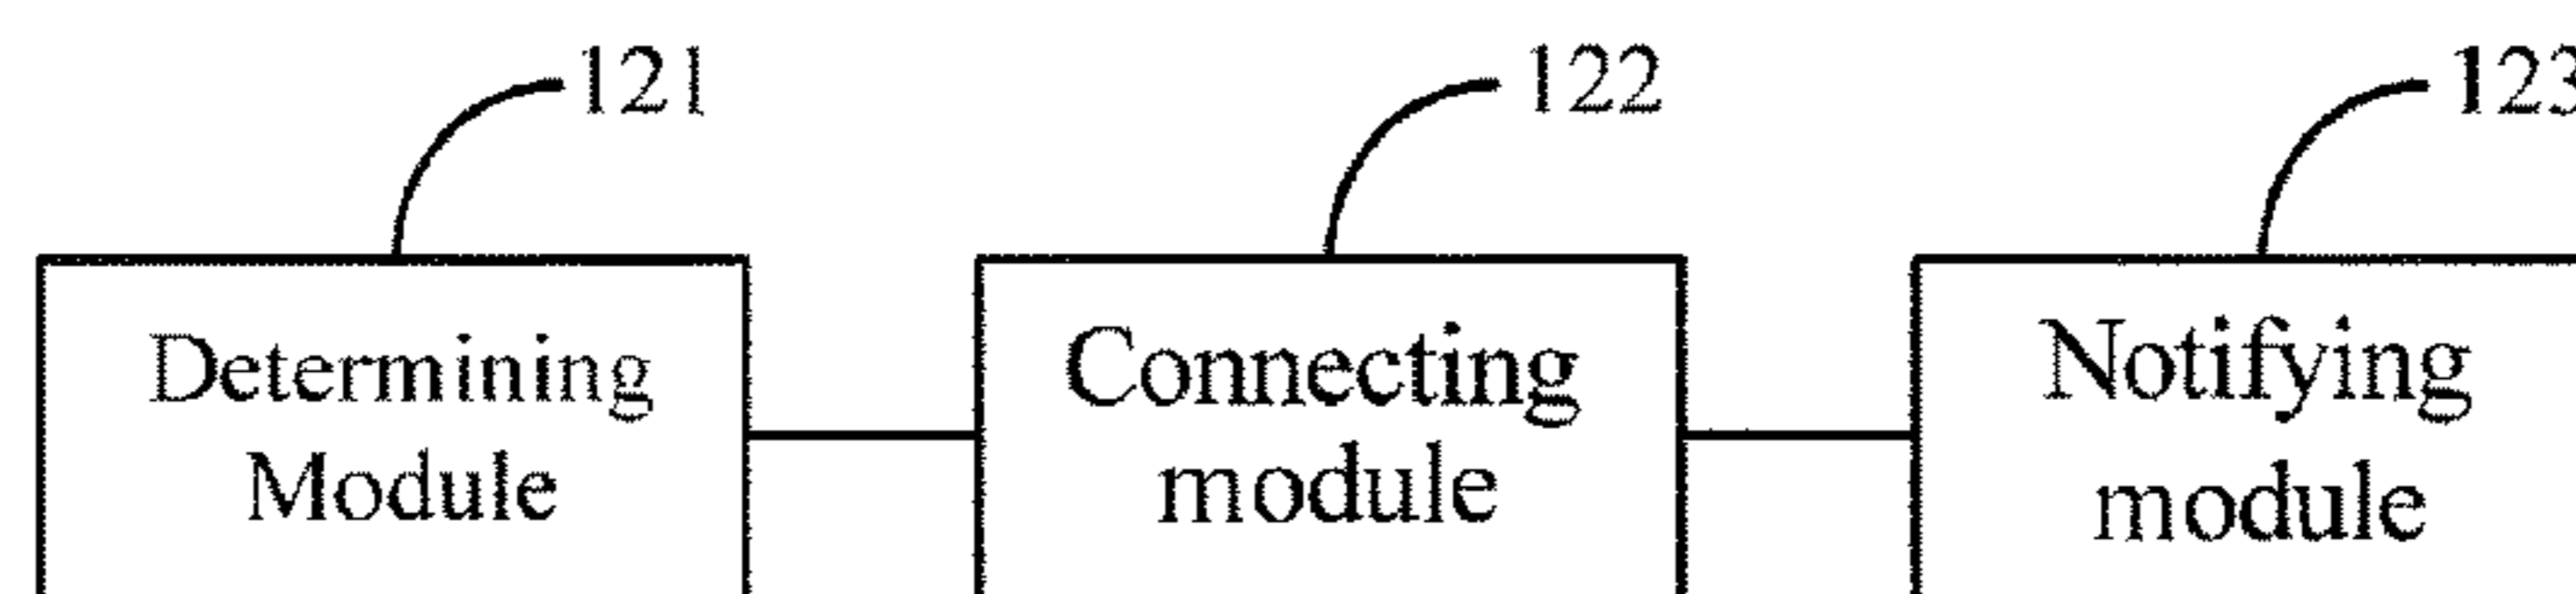 121
122
123
Determining
Module
Connecting
module
Notifying
module